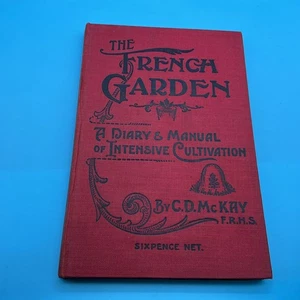 THE
FRENCH
GARDEN
A DIARY & MANUAL
OF INTENSIVE CULTIVATION
BY C.D. MCKAY
F.R.H.S.
SIXPENCE NET.